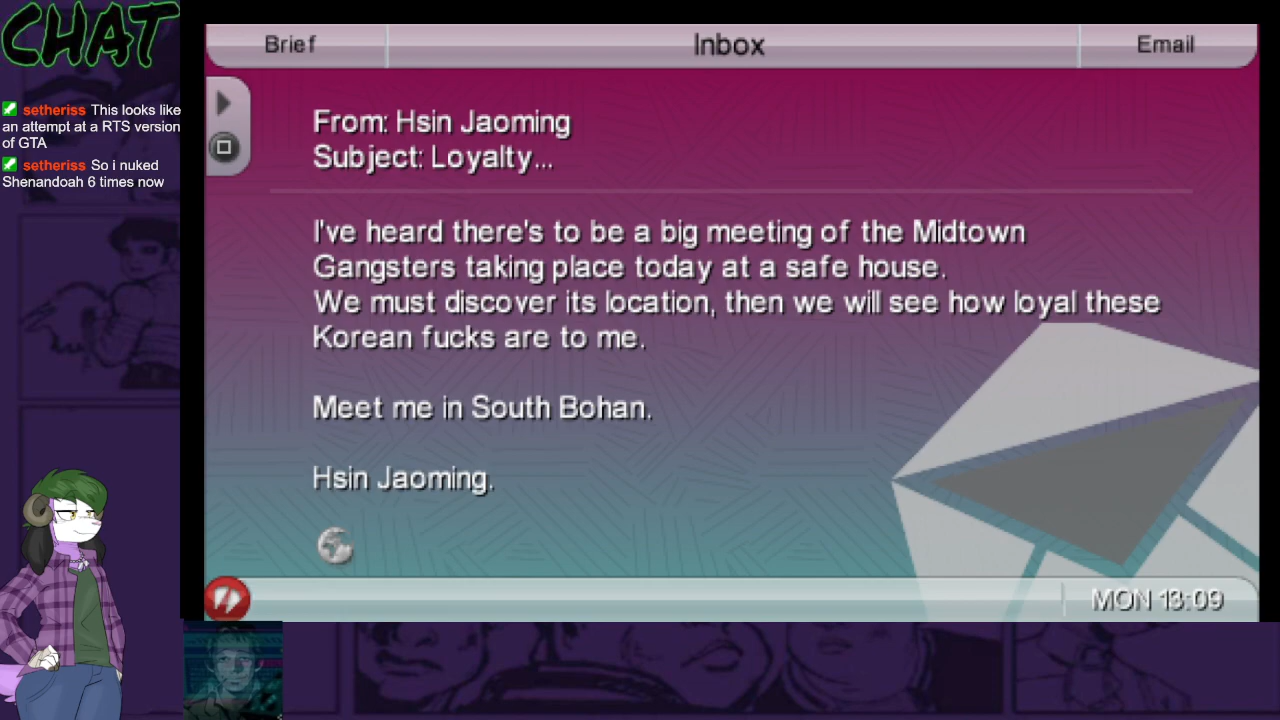 CHAT
setheriss This looks like
an attempt at a RTS version
of GTA
setheriss So i nuked
Shenandoah 6 times now
Brief
Inbox
Email
From: Hsin Jaoming
Subject: Loyalty...
I've heard there's to be a big meeting of the Midtown
Gangsters taking place today at a safe house.
We must discover its location, then we will see how loyal these
Korean fucks are to me.
Meet me in South Bohan.
Hsin Jaoming.
MON 13:09